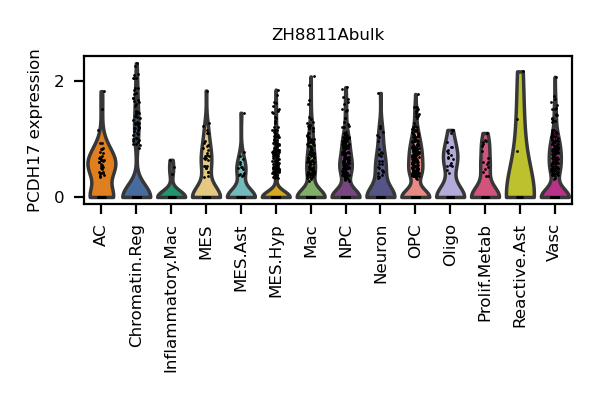 ZH8811Abulk
PCDH17 expression
2
0
AC
Chromatin.Reg
Inflammatory.Mac
MES
MES.Ast
MES.Hyp
Mac
NPC
Neuron
OPC
Oligo
Prolif.Metab
Reactive.Ast
Vasc